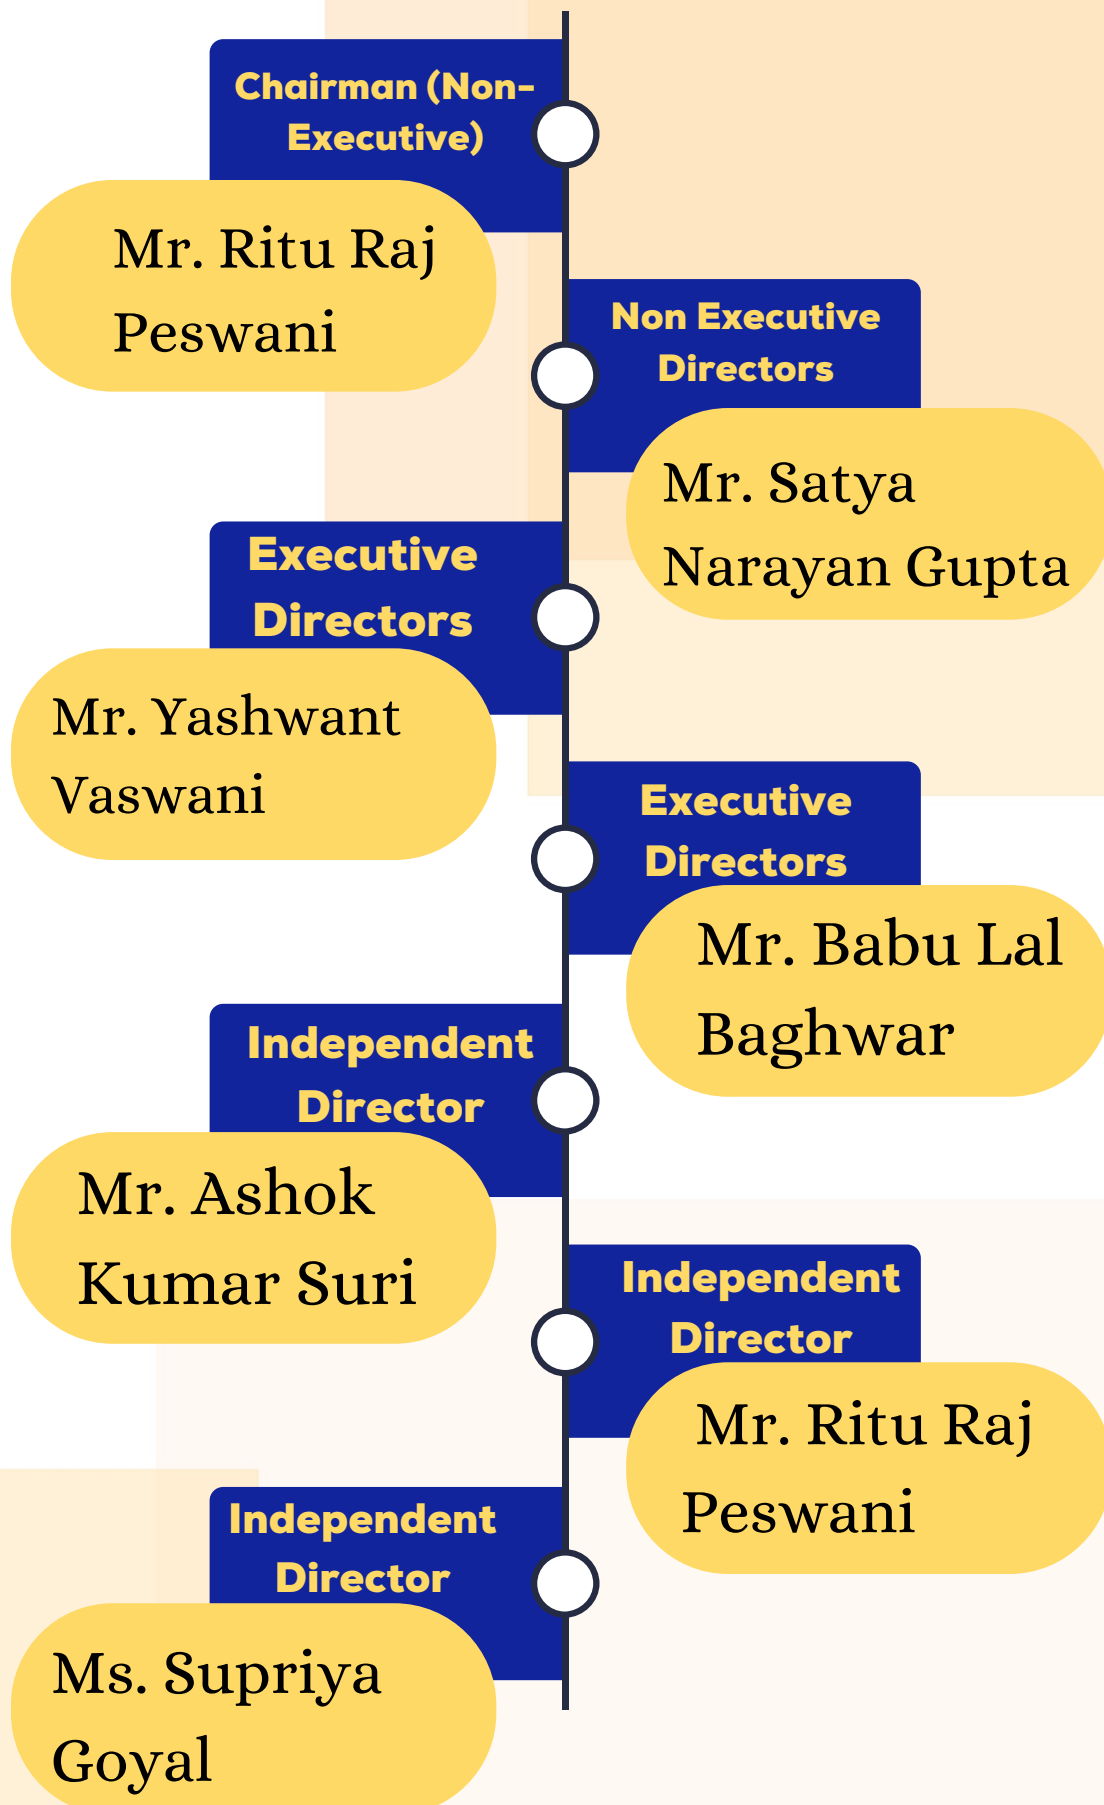 Chairman (Non-
Executive)
Mr. Ritu Raj
Peswani
Non Executive
Directors
Mr. Satya
Narayan Gupta
Executive
Directors
Mr. Yashwant
Vaswani
Executive
Directors
Mr. Babu Lal
Baghwar
Independent
Director
Mr. Ashok
Kumar Suri
Independent
Director
Mr. Ritu Raj
Peswani
Independent
Director
Ms. Supriya
Goyal